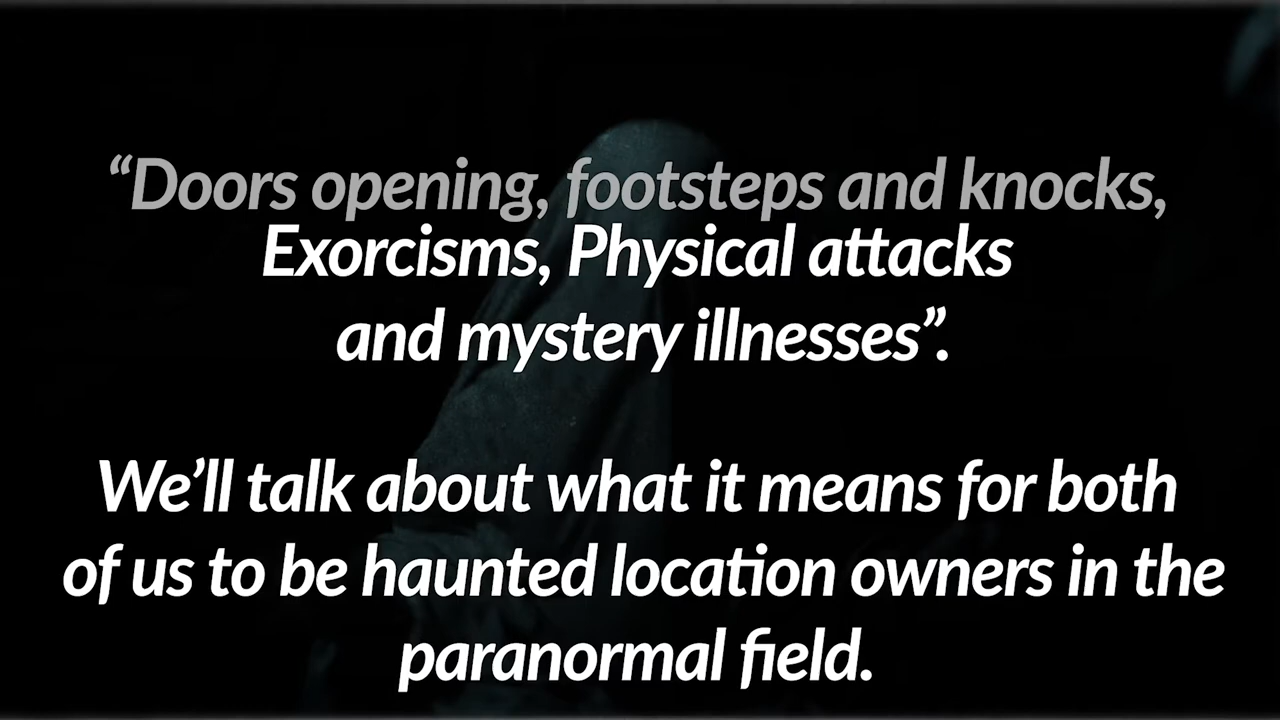 “Doors opening, footsteps and knocks,
Exorcisms, Physical attacks
and mystery illnesses”.
We’ll talk about what it means for both
of us to be haunted location owners in the
paranormal field.